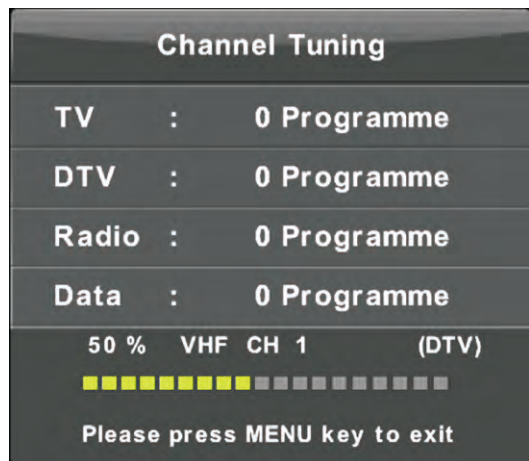 Channel Tuning
TV : 0 Programme
DTV : 0 Programme
Radio : 0 Programme
Data : 0 Programme
50 % VHF CH 1 (DTV)
Please press MENU key to exit